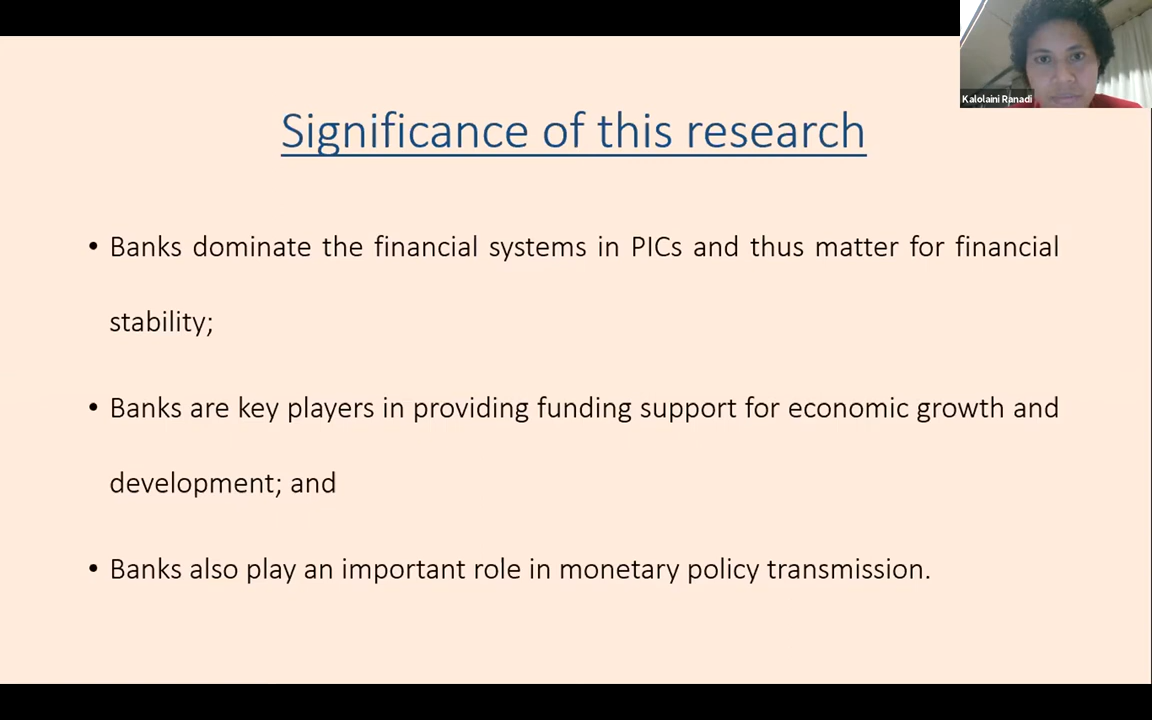 Kalolaini Ranadi
Significance of this research
• Banks dominate the financial systems in PICs and thus matter for financial
stability;
• Banks are key players in providing funding support for economic growth and
development; and
• Banks also play an important role in monetary policy transmission.